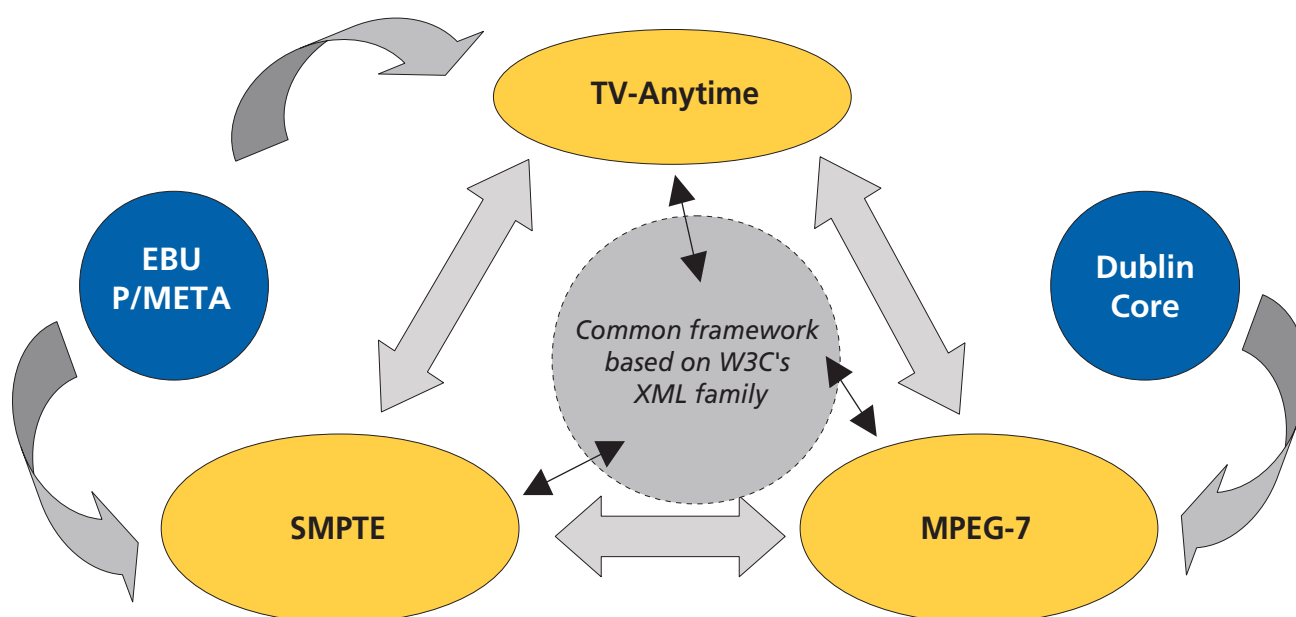 TV-Anytime
EBU
P/META
Dublin
Core
Common framework
based on W3C's
XML family
SMPTE
MPEG-7